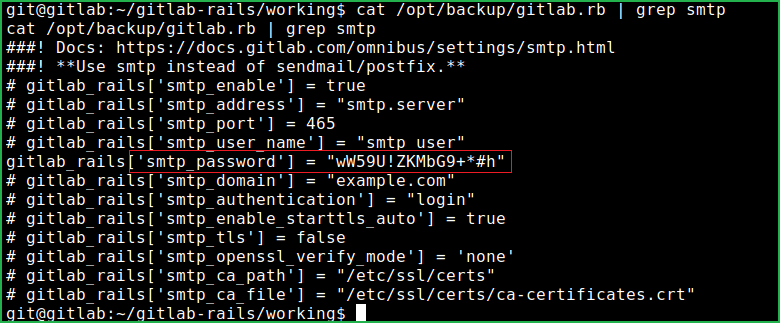 git@gitlab:~/gitlab-rails/working$ cat /opt/backup/gitlab.rb | grep smtp
cat /opt/backup/gitlab.rb | grep smtp
###! Docs: https://docs.gitlab.com/omnibus/settings/smtp.html
###! **Use smtp instead of sendmail/postfix.**
# gitlab_rails['smtp_enable'] = true
# gitlab_rails['smtp_address'] = "smtp.server"
# gitlab_rails['smtp_port'] = 465
# gitlab_rails['smtp_user_name'] = "smtp user"
gitlab_rails['smtp_password'] = "wW59U!ZKMbG9+*#h"
# gitlab_rails['smtp_domain'] = "example.com"
# gitlab_rails['smtp_authentication'] = "login"
# gitlab_rails['smtp_enable_starttls_auto'] = true
# gitlab_rails['smtp_tls'] = false
# gitlab_rails['smtp_openssl_verify_mode'] = 'none'
# gitlab_rails['smtp_ca_path'] = "/etc/ssl/certs"
# gitlab_rails['smtp_ca_file'] = "/etc/ssl/certs/ca-certificates.crt"
git@gitlab:~/gitlab-rails/working$